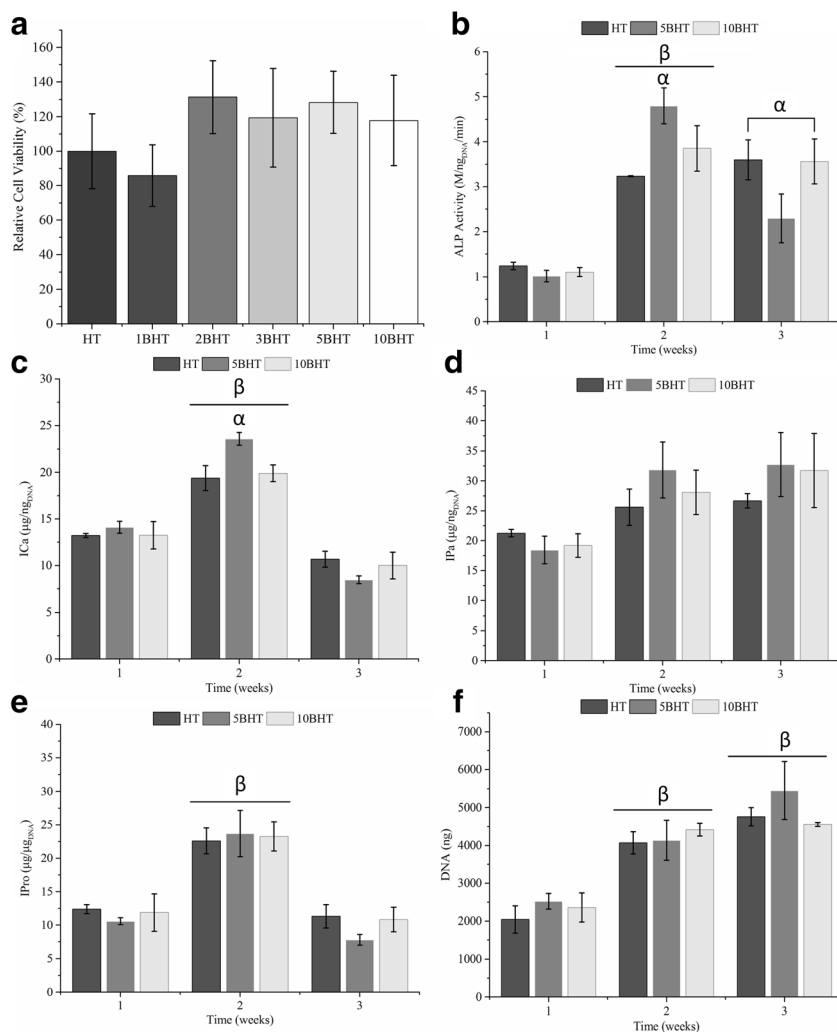 a
Relative Cell Viability (%)
160
140
120
100
80
60
40
20
0
HT 1BHT 2BHT 3BHT 5BHT 10BHT
b
HT 5BHT 10BHT
ALP Activity (M/ngDNA/min)
5
4
3
2
1
0
β
α
α
1 2 3
Time (weeks)
c
HT 5BHT 10BHT
ICa (µg/ngDNA)
30
25
20
15
10
5
0
β
α
1 2 3
Time (weeks)
d
HT 5BHT 10BHT
IPa (µg/ngDNA)
45
40
35
30
25
20
15
10
5
0
1 2 3
Time (weeks)
e
HT 5BHT 10BHT
IPro (µg/µgDNA)
40
35
30
25
20
15
10
5
0
β
1 2 3
Time (weeks)
f
HT 5BHT 10BHT
DNA (ng)
7000
6000
5000
4000
3000
2000
1000
0
β
β
1 2 3
Time (weeks)